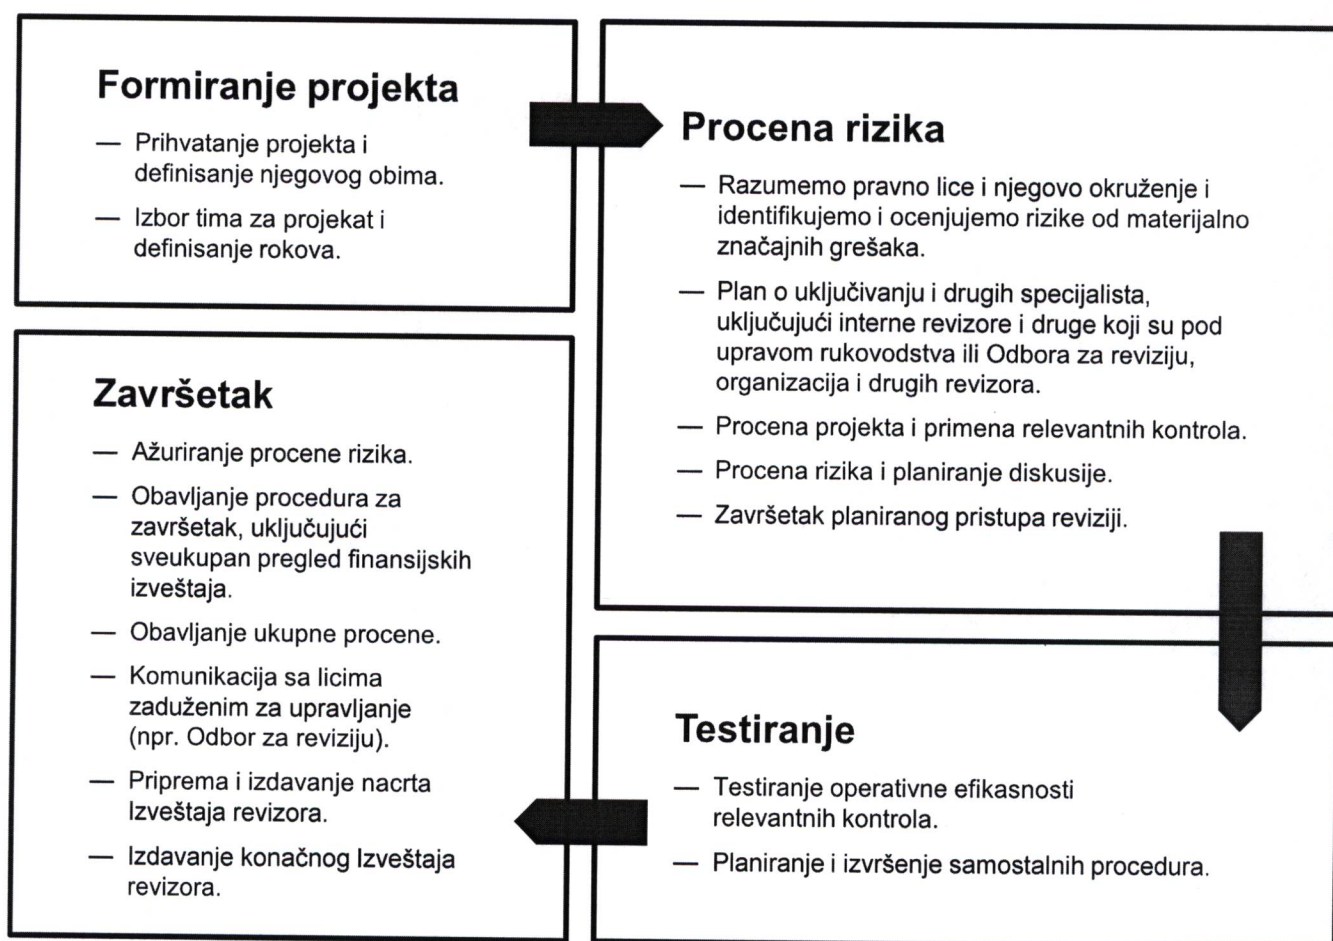 Formiranje projekta
— Prihvatanje projekta i
definisanje njegovog obima.
— Izbor tima za projekat i
definisanje rokova.
Procena rizika
— Razumemo pravno lice i njegovo okruženje i
identifikujemo i ocenjujemo rizike od materijalno
značajnih grešaka.
— Plan o uključivanju i drugih specijalista,
uključujući interne revizore i druge koji su pod
upravom rukovodstva ili Odbora za reviziju,
organizacija i drugih revizora.
— Procena projekta i primena relevantnih kontrola.
— Procena rizika i planiranje diskusije.
— Završetak planiranog pristupa reviziji.
Testiranje
— Testiranje operativne efikasnosti
relevantnih kontrola.
— Planiranje i izvršenje samostalnih procedura.
Završetak
— Ažuriranje procene rizika.
— Obavljanje procedura za
završetak, uključujući
sveukupan pregled finansijskih
izveštaja.
— Obavljanje ukupne procene.
— Komunikacija sa licima
zaduženim za upravljanje
(npr. Odbor za reviziju).
— Priprema i izdavanje nacrta
Izveštaja revizora.
— Izdavanje konačnog Izveštaja
revizora.